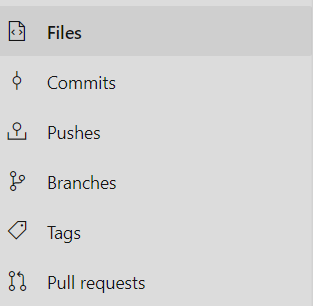 Files
Commits
Pushes
Branches
Tags
Pull requests